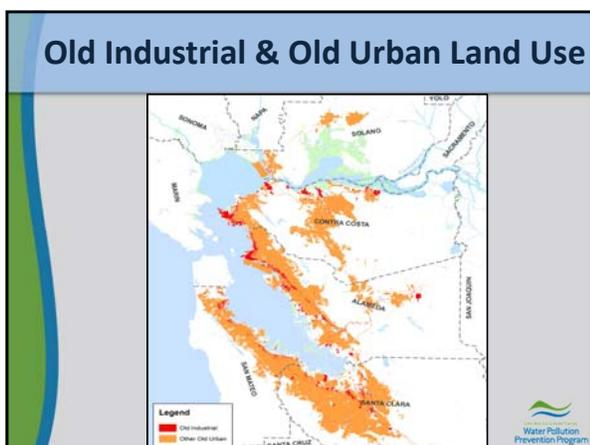 Old Industrial & Old Urban Land Use
YOLO
NAPA
SONOMA
SOLANO
SACRAMENTO
MARIN
CONTRA COSTA
SAN JOAQUIN
ALAMEDA
SAN MATEO
SANTA CLARA
SANTA CRUZ
Legend
Old Industrial
Other Old Urban
Water Pollution
Prevention Program